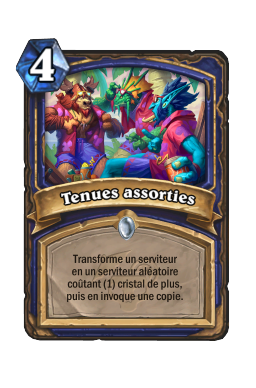 4
Tenues assorties
Transforme un serviteur
en un serviteur aléatoire
coûtant (1) cristal de plus,
puis en invoque une copie.